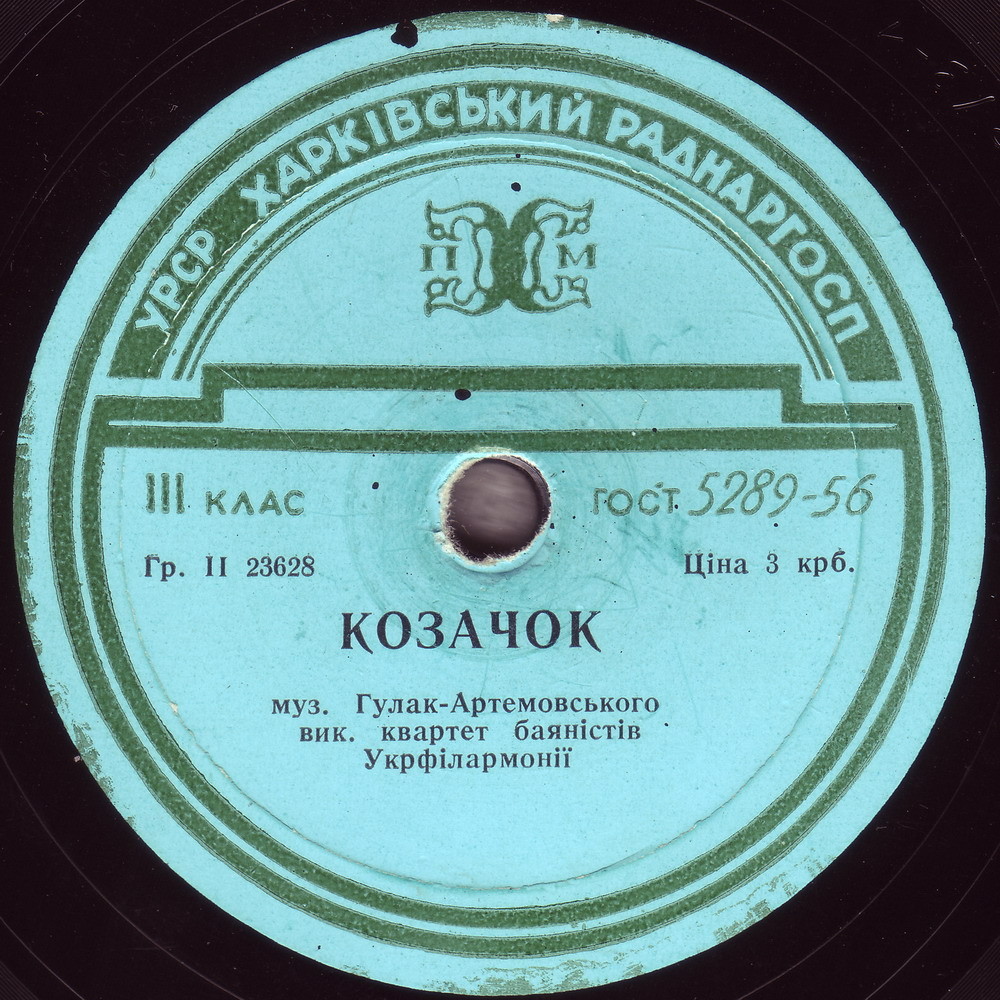 УРСР ХАРКІВСЬКИЙ РАДНАРГОСП
П М
III КЛАС ГОСТ 5289-56
Гр. II 23628 Ціна 3 крб.
КОЗАЧОК
муз. Гулак-Артемовського
вик. квартет баяністів
Укрфілармонії